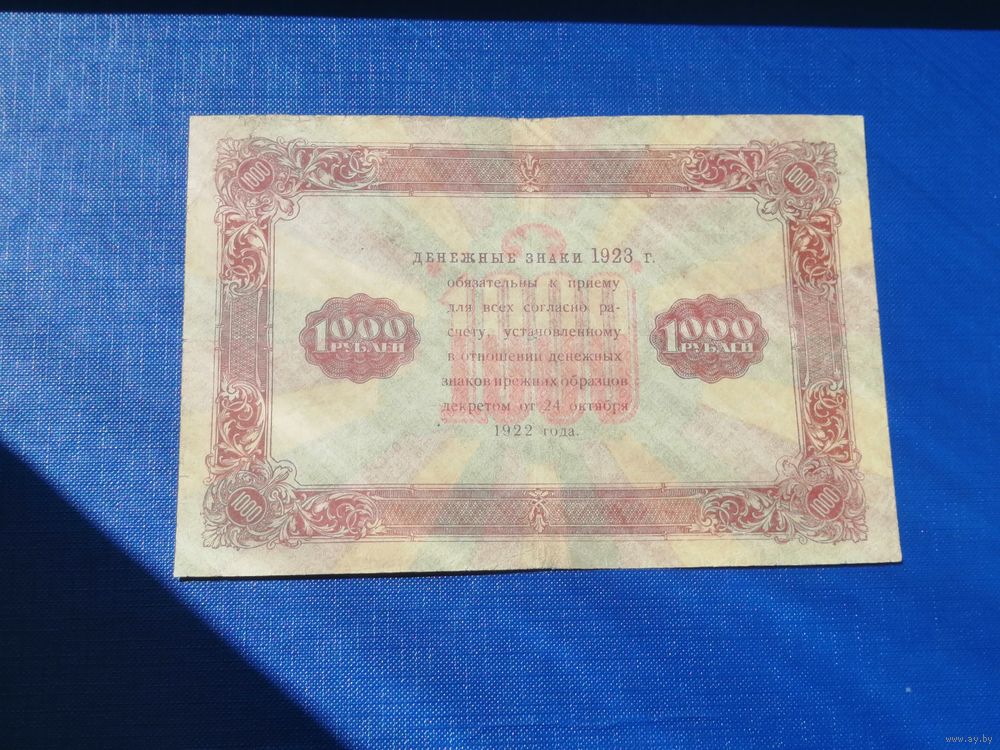 1000
1000
ДЕНЕЖНЫЕ ЗНАКИ 1923 г.
обязательны к приему
для всех согласно ра-
счету, установленному
в отношении денежных
знаков прежних образцов
декретом от 24 октября
1922 года.
1000
РУБЛЕЙ
1000
1000
РУБЛЕЙ
1000
1000
www.ay.by